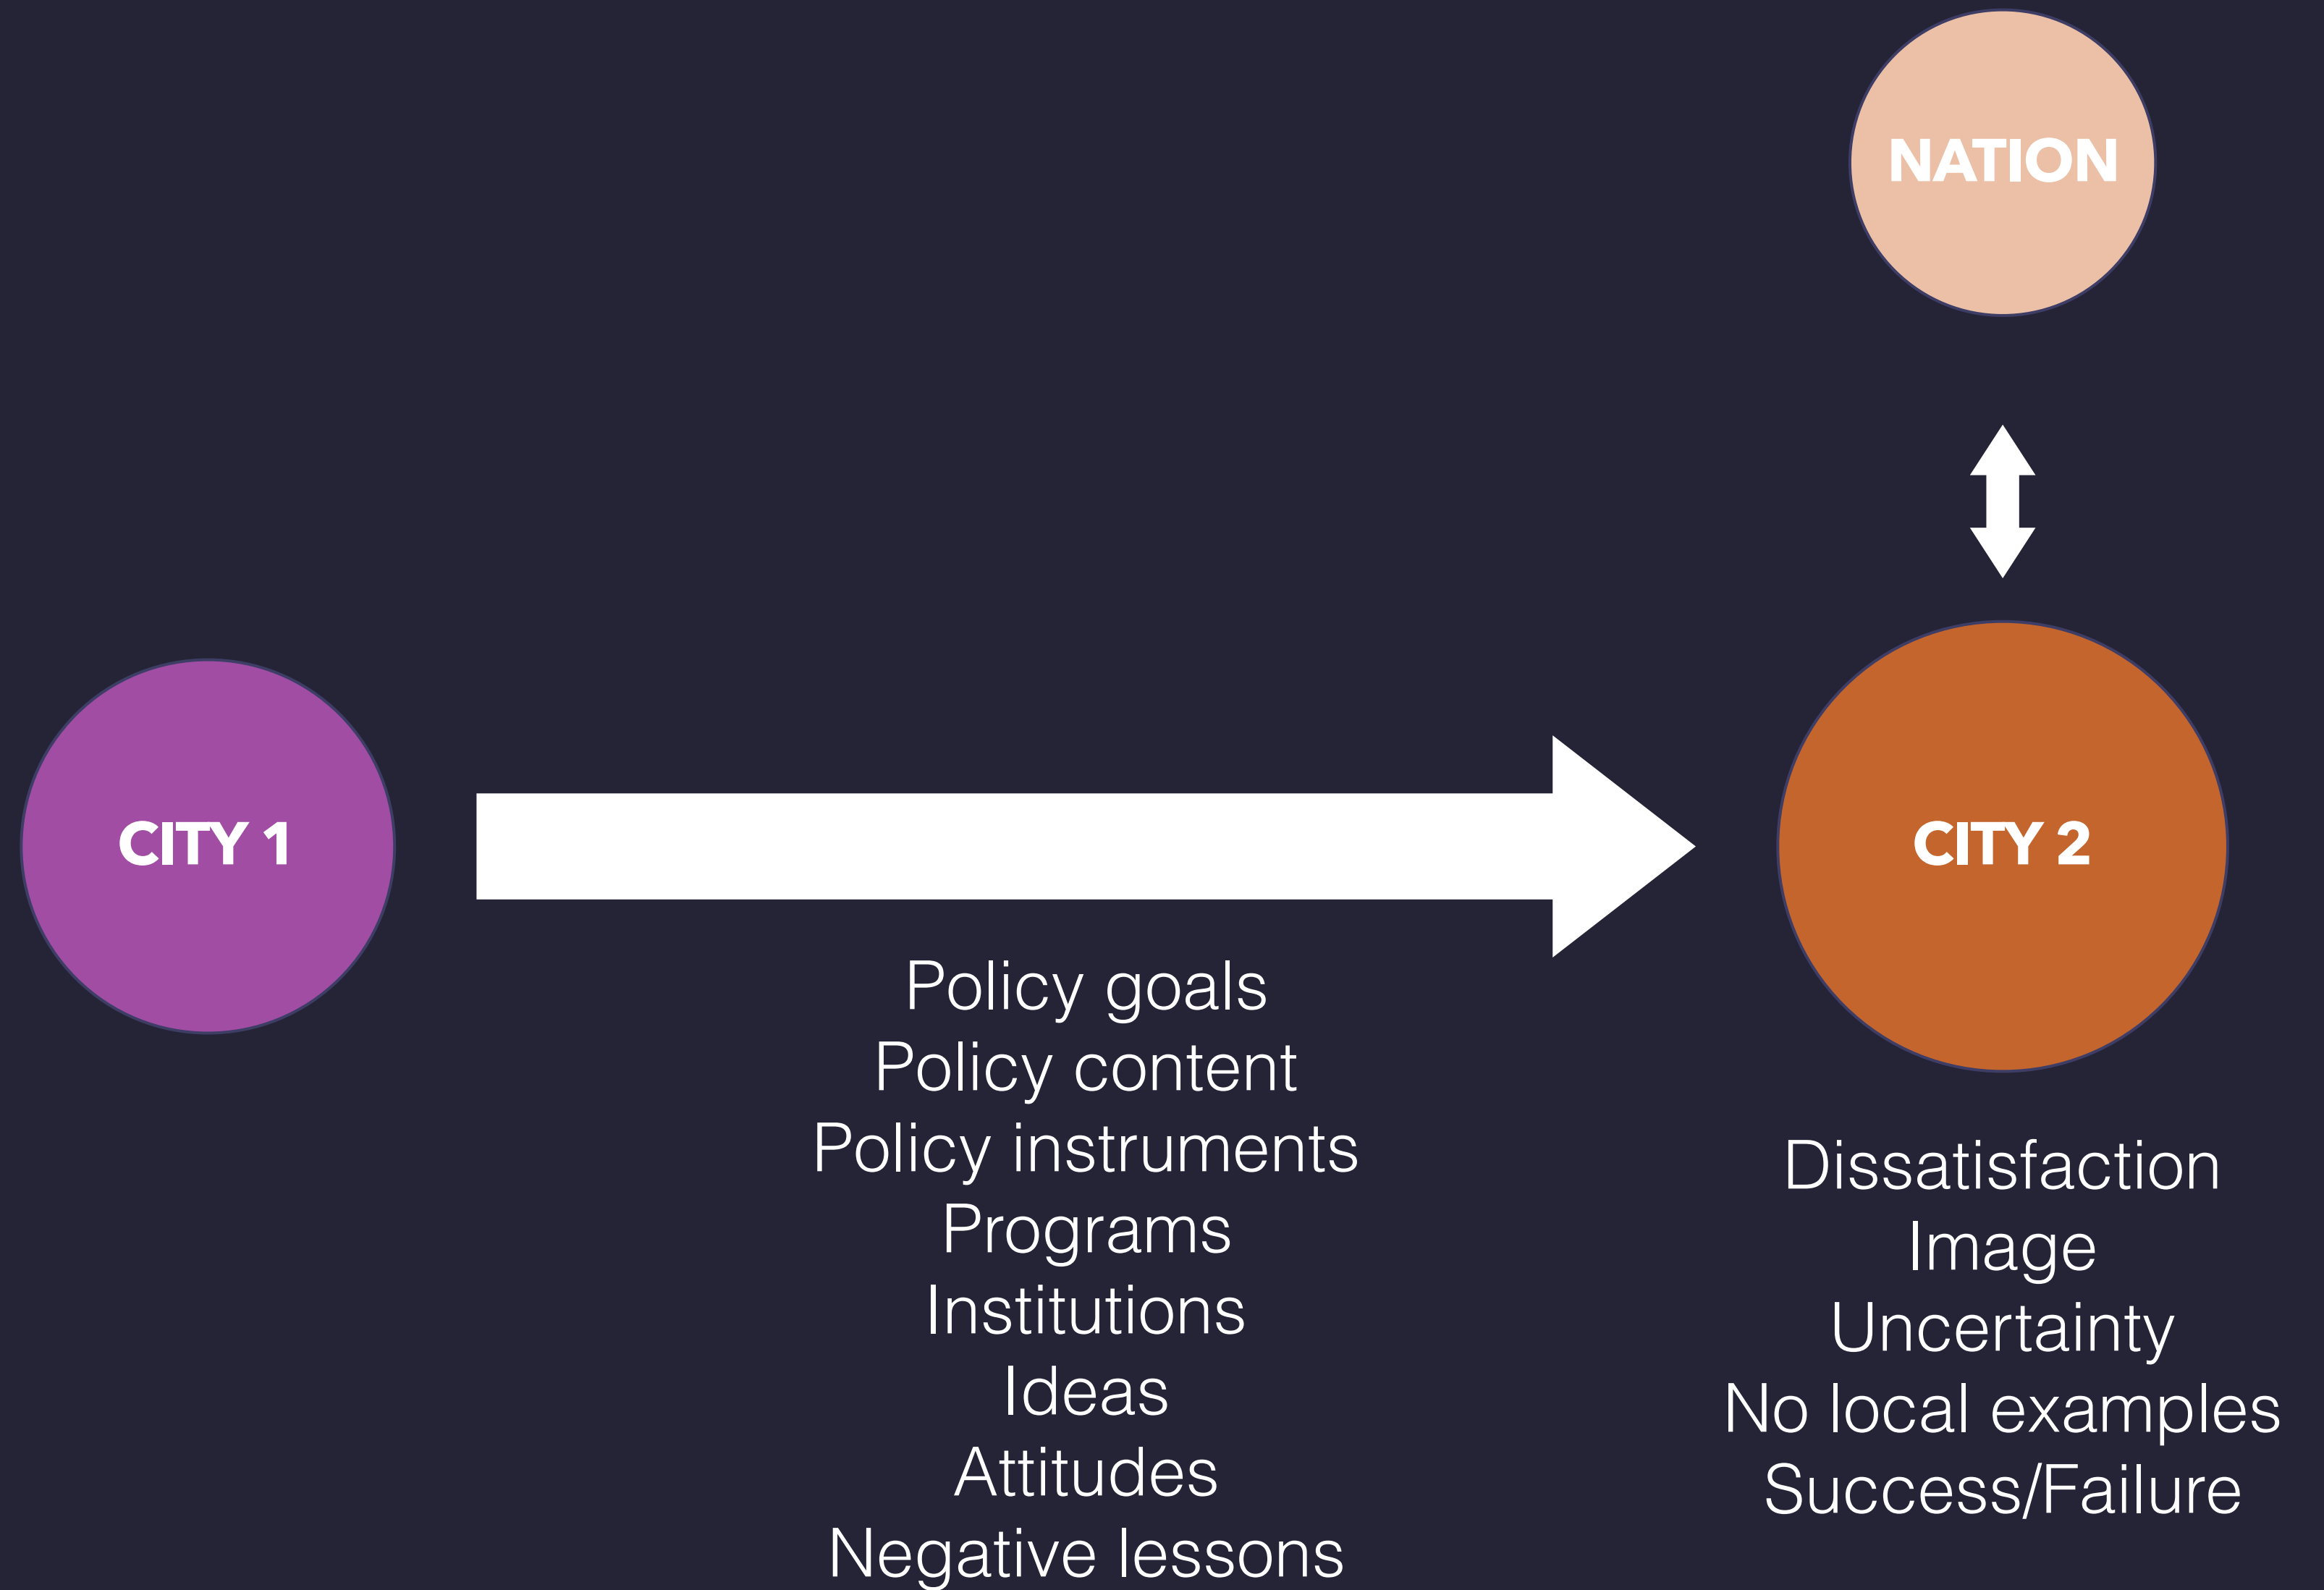 NATION
CITY 1
CITY 2
Policy goals
Policy content
Policy instruments
Programs
Institutions
Ideas
Attitudes
Negative lessons
Dissatisfaction
Image
Uncertainty
No local examples
Success/Failure